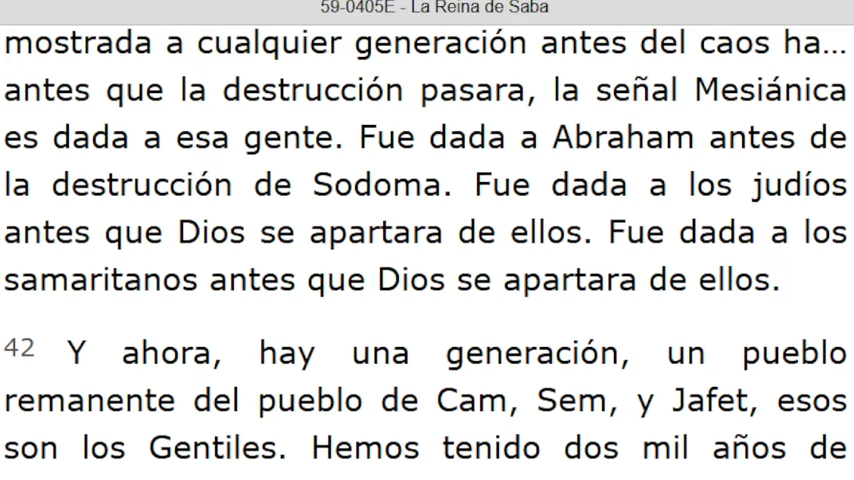 59-0405E - La Reina de Saba
mostrada a cualquier generación antes del caos ha…
antes que la destrucción pasara, la señal Mesiánica
es dada a esa gente. Fue dada a Abraham antes de
la destrucción de Sodoma. Fue dada a los judíos
antes que Dios se apartara de ellos. Fue dada a los
samaritanos antes que Dios se apartara de ellos.
42 Y ahora, hay una generación, un pueblo
remanente del pueblo de Cam, Sem, y Jafet, esos
son los Gentiles. Hemos tenido dos mil años de